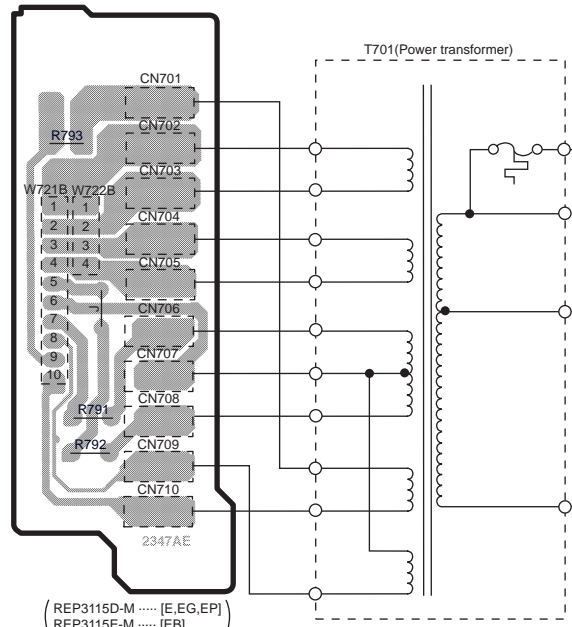 T701(Power transformer)
CN701
CN702
R793
CN703
W721B W722B
1 1
2 2
CN704
3 3
4 4
CN705
5
6
CN706
7
J
8
CN707
9
10
CN708
R791
R792
CN709
CN710
2347AE
( REP3115D-M ····· [E,EG,EP] )
REP3115E-M ····· [EB]